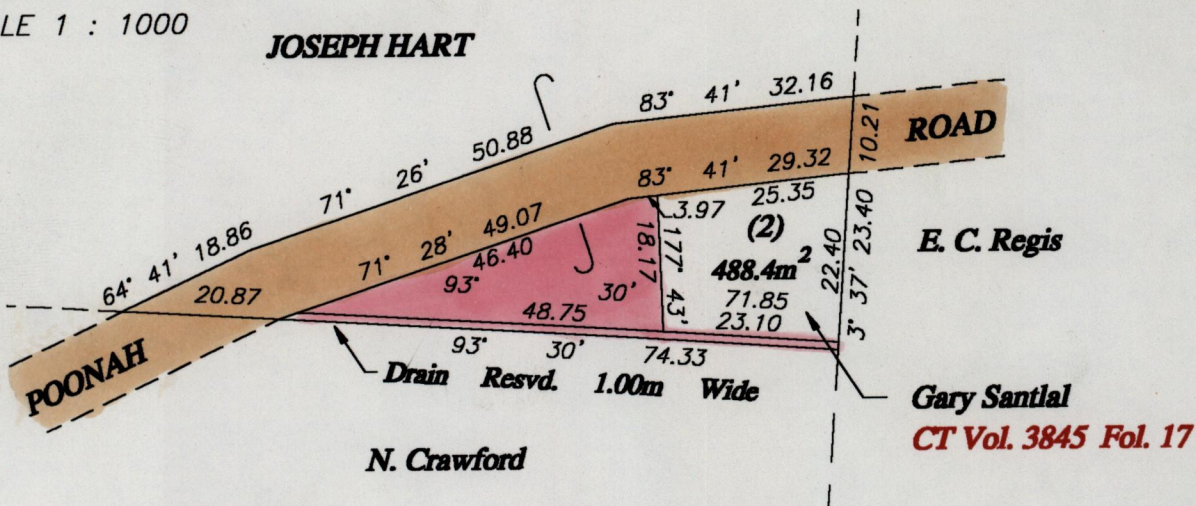 LE 1 : 1000
JOSEPH HART
83° 41' 32.16
50.88
26'
71°
18.86
64° 41'
10.21
ROAD
83° 41' 29.32
25.35
3.97
(2)
488.4m²
71.85
23.10
22.40
3° 37' 23.40
E. C. Regis
49.07
71° 28' 46.40
18.17
177° 43'
93° 30'
48.75
20.87
POONAH
93° 30' 74.33
Drain Resvd. 1.00m Wide
Gary Santlal
CT Vol. 3845 Fol. 17
N. Crawford